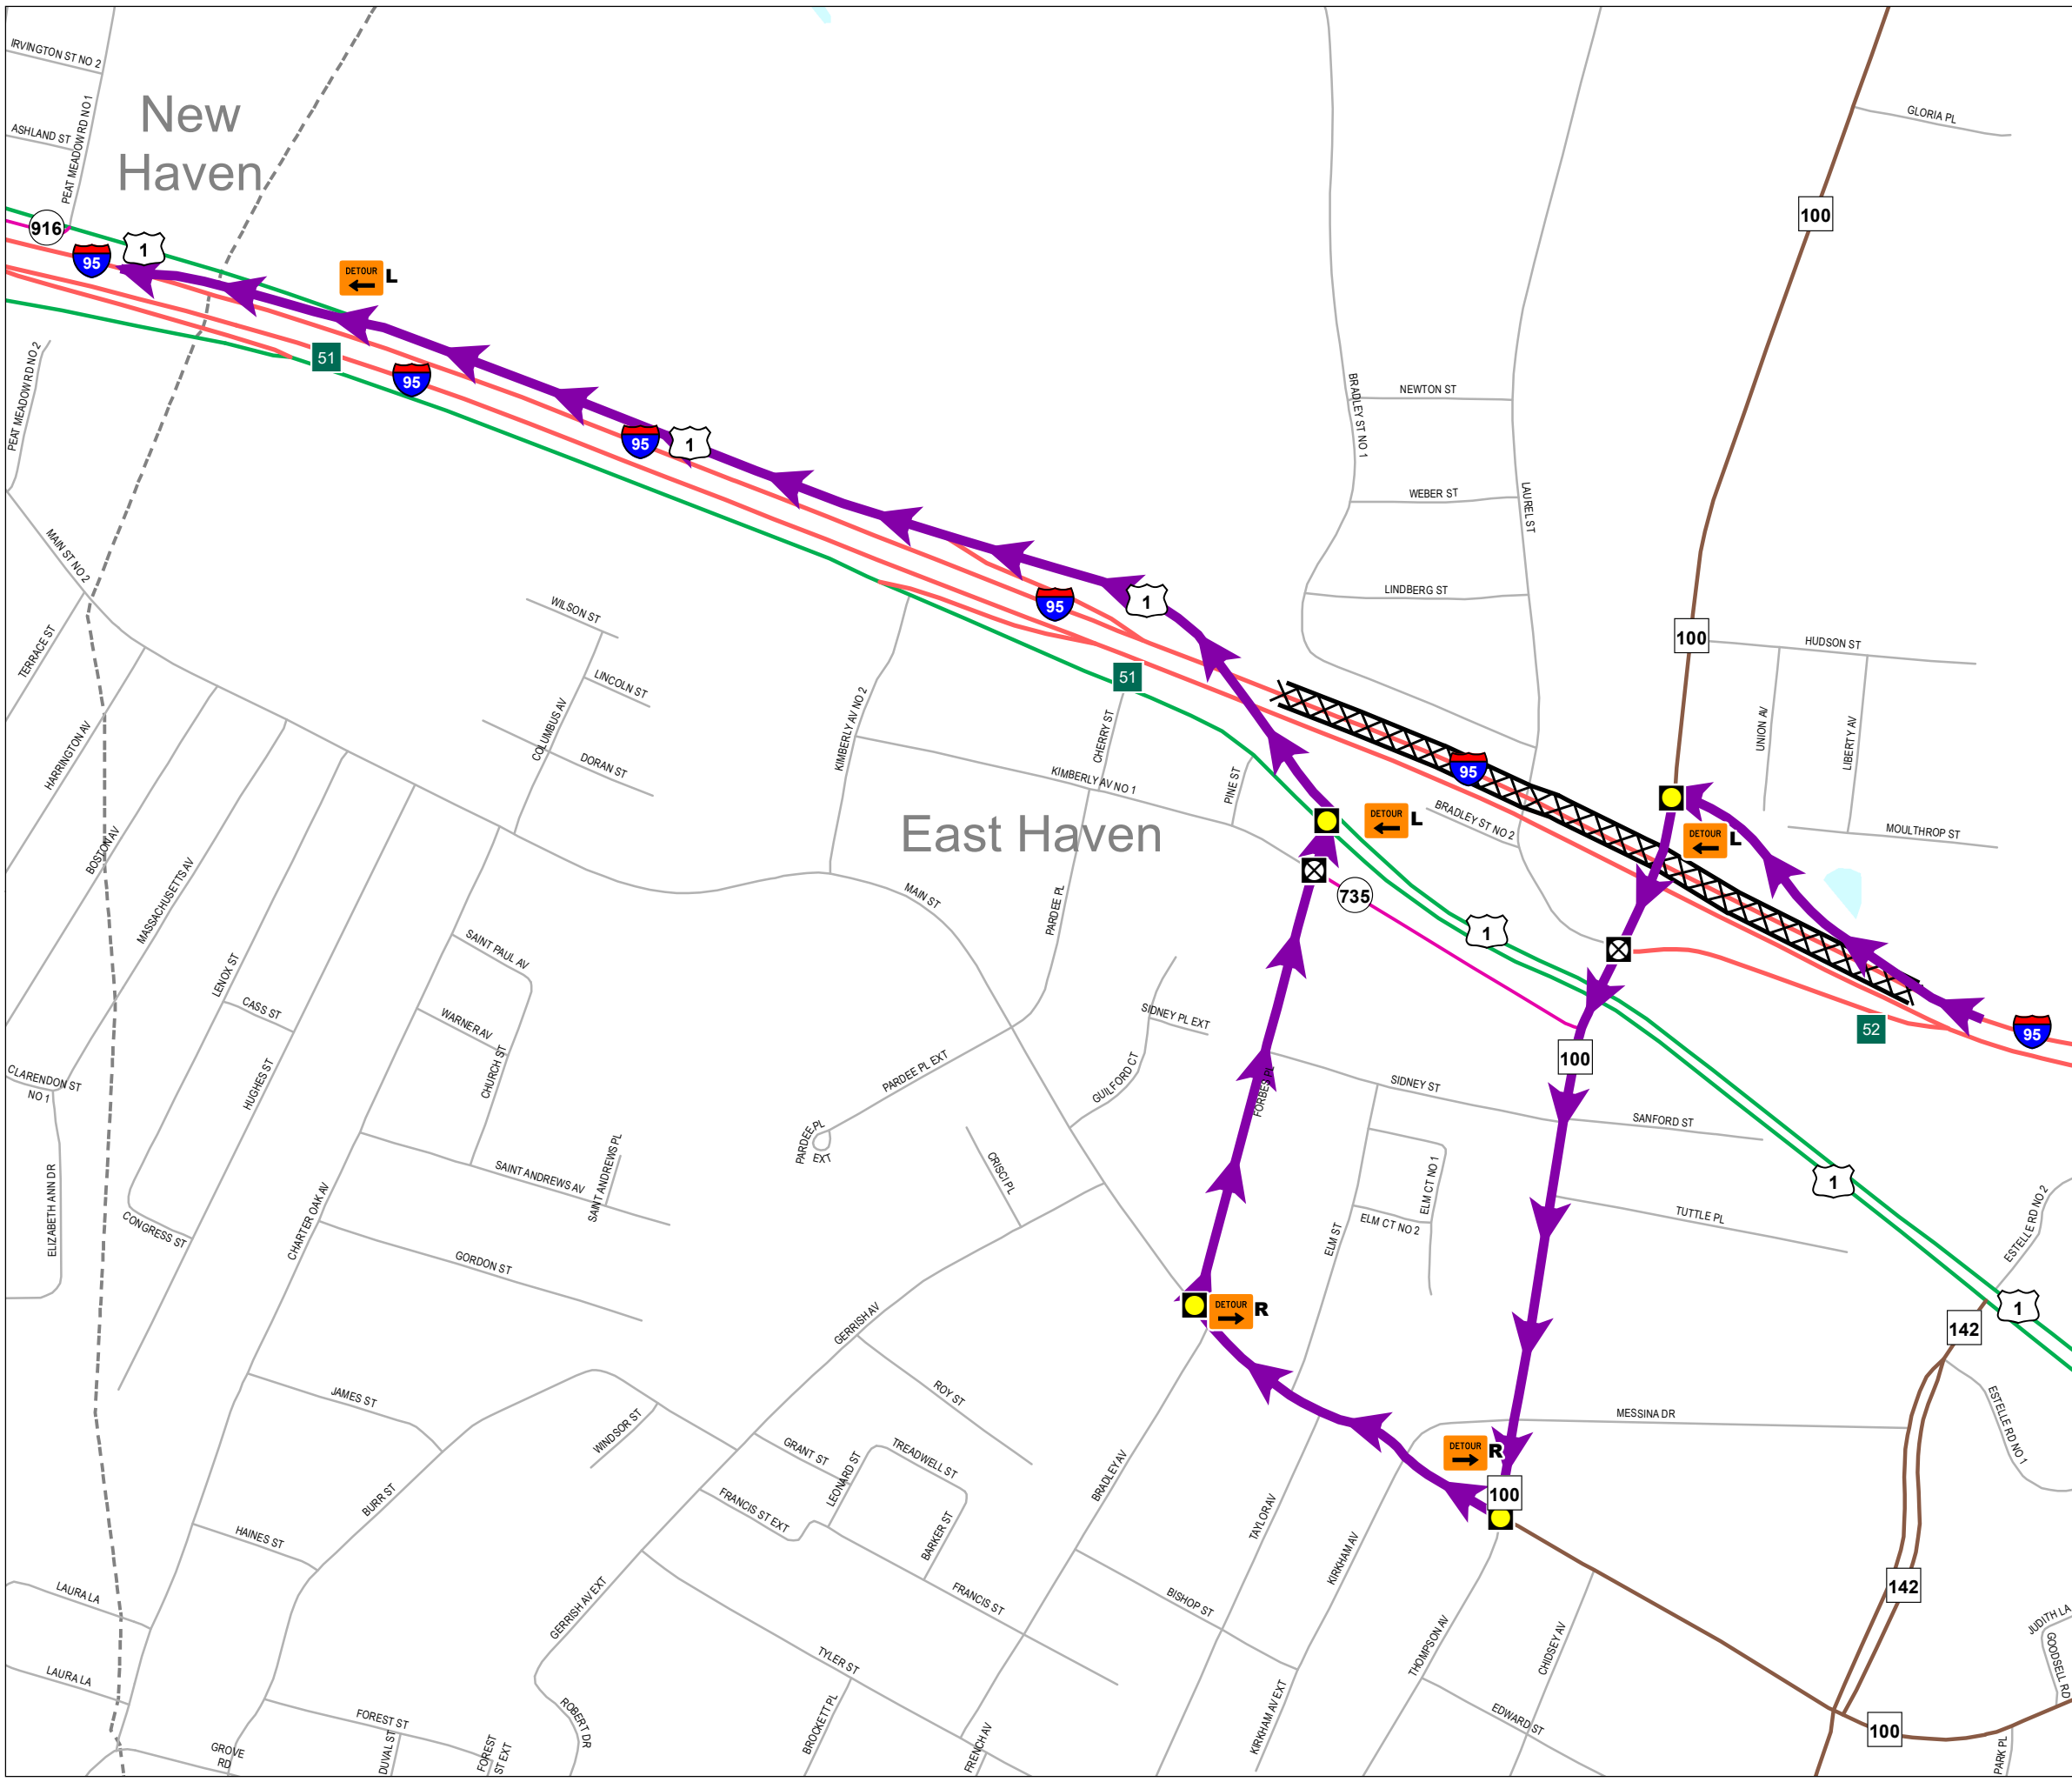 IRVINGTON ST NO 2
PEAT MEADOW RD NO 1
New
Haven
GLORIA PL
ASHLAND ST
100
916
1
95
DETOUR
L
51
95
PEAT MEADOW RD NO 2
95
1
BRADLEY ST NO 1
NEWTON ST
WEBER ST
LAUREL ST
MAIN ST NO 2
LINDBERG ST
95
1
100
HUDSON ST
WILSON ST
TERRACE ST
LINCOLN ST
51
COLUMBUS AV
KIMBERLY AV NO 2
CHERRY ST
UNION AV
LIBERTY AV
HARRINGTON AV
DORAN ST
KIMBERLY AV NO 1
PINE ST
95
BRADLEY ST NO 2
DETOUR
L
DETOUR
L
MOULTHROP ST
East Haven
BOSTON AV
MASSACHUSETTS AV
MAIN ST
PARDEE PL
735
1
LENOX ST
SAINT PAUL AV
CASS ST
WARNER AV
SIDNEY PL EXT
52
95
100
CLARENDON ST
NO 1
HUGHES ST
CHURCH ST
PARDEE PL EXT
GUILFORD CT
FORBES PL
SIDNEY ST
SANFORD ST
PARDEE PL
EXT
SAINT ANDREWS AV
SAINT ANDREWS PL
CRISCI PL
ELM CT NO 1
1
ELIZABETH ANN DR
CONGRESS ST
CHARTER OAK AV
ELM ST
ELM CT NO 2
TUTTLE PL
ESTELLE RD NO 2
GORDON ST
GERRISH AV
DETOUR
R
1
142
JAMES ST
ROY ST
MESSINA DR
ESTELLE RD NO 1
WINDSOR ST
GRANT ST
LEONARD ST
TREADWELL ST
BRADLEY AV
DETOUR
R
100
BURR ST
FRANCIS ST EXT
BARKER ST
TAYLOR AV
KIRKHAM AV
HAINES ST
LAURA LA
GERRISH AV EXT
FRANCIS ST
BISHOP ST
142
JUDITH LA
GOODSELL RD
LAURA LA
TYLER ST
THOMPSON AV
CHIDSEY AV
FOREST ST
ROBERT DR
BROCKETT PL
FRENCH AV
KIRKHAM AV EXT
EDWARD ST
100
PARK PL
GROVE
RD
DUVAL ST
FOREST
ST EXT